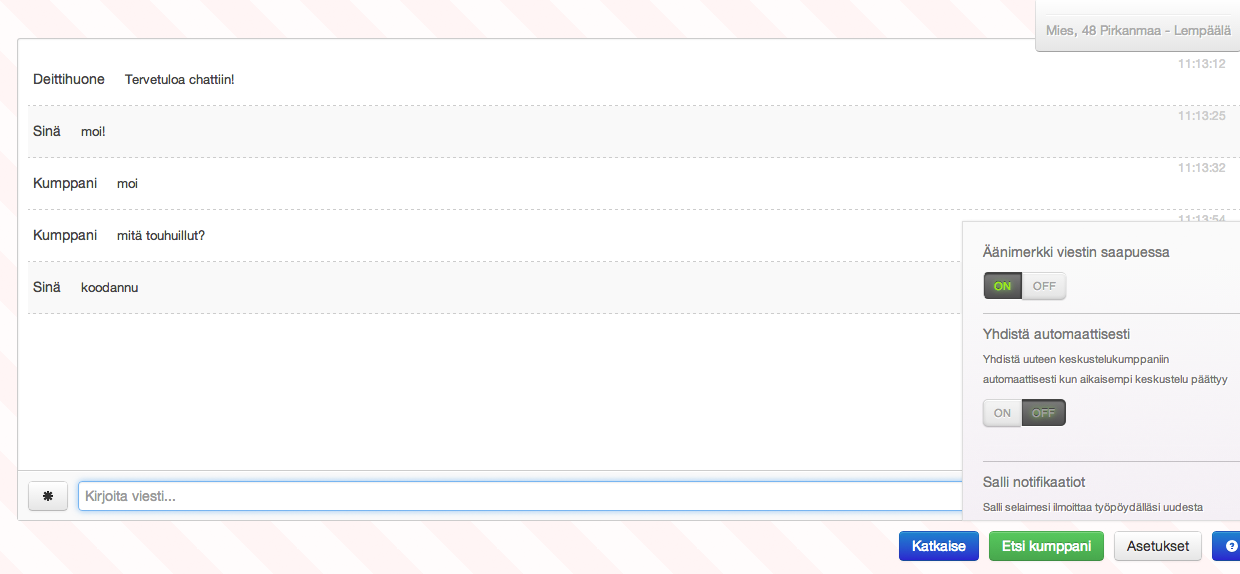 Mies, 48 Pirkanmaa - Lempäälä
11:13:12
Deittihuone Tervetuloa chattiin!
11:13:25
Sinä moi!
11:13:32
Kumppani moi
11:13:54
Kumppani mitä touhuillut?
Sinä koodannu
Äänimerkki viestin saapuessa
ON OFF
Yhdistä automaattisesti
Yhdistä uuteen keskustelukumppaniin
automaattisesti kun aikaisempi keskustelu päättyy
ON OFF
Salli notifikaatiot
Salli selaimesi ilmoittaa työpöydälläsi uudesta
Kirjoita viesti...
Katkaise Etsi kumppani Asetukset ?